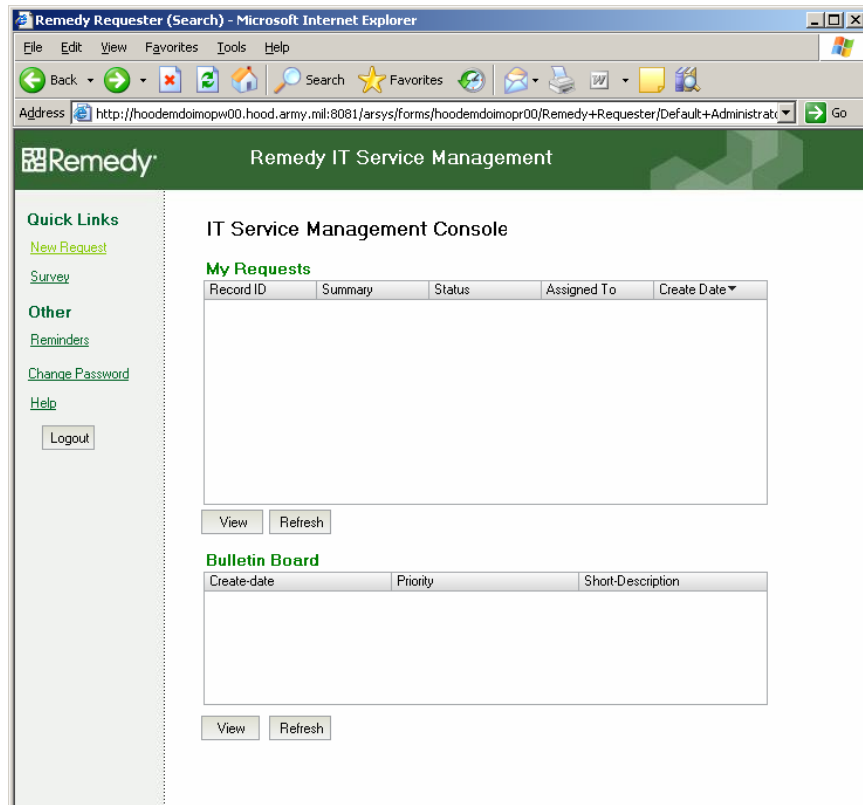 Remedy Requester (Search) - Microsoft Internet Explorer
File Edit View Favorites Tools Help
Back Search Favorites
Address http://hoodemdoimopw00.hood.army.mil:8081/arsys/forms/hoodemdoimopr00/Remedy+Requester/Default+Administrat Go
Remedy Remedy IT Service Management
Quick Links
New Request
Survey
Other
Reminders
Change Password
Help
Logout
IT Service Management Console
My Requests
Record ID Summary Status Assigned To Create Date
View Refresh
Bulletin Board
Create-date Priority Short-Description
View Refresh